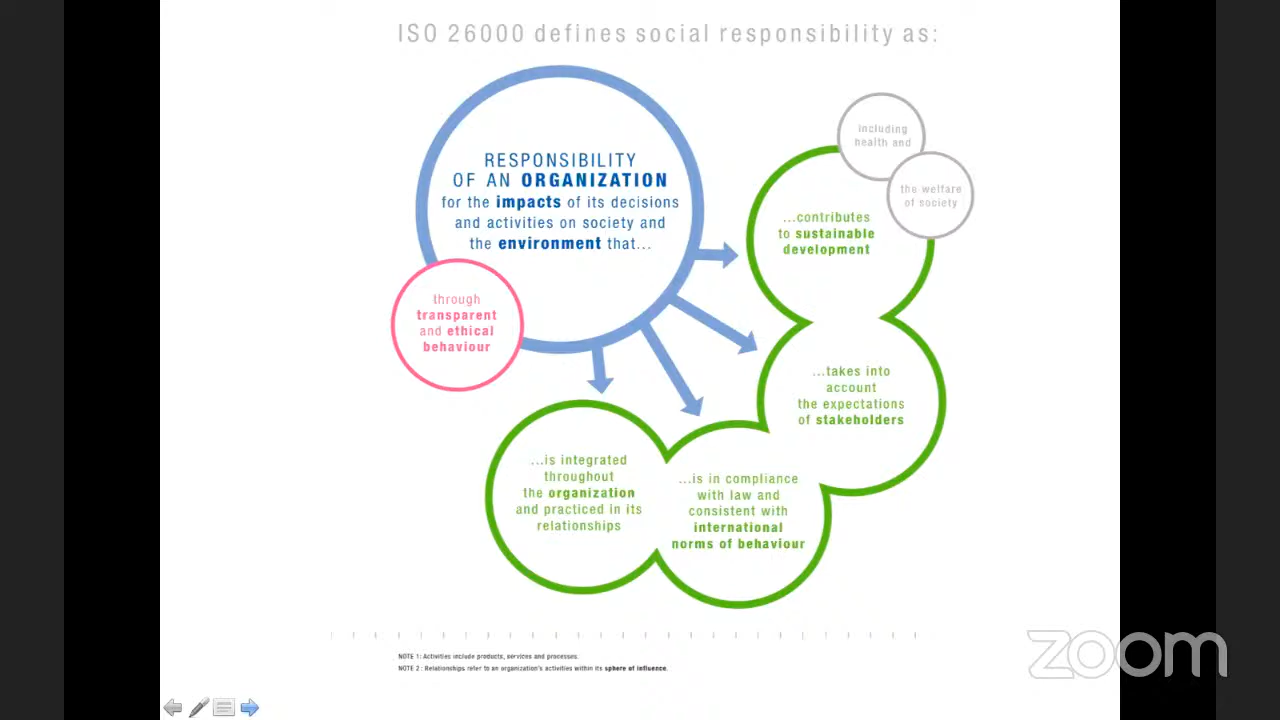 ISO 26000 defines social responsibility as:
RESPONSIBILITY
OF AN ORGANIZATION
for the impacts of its decisions
and activities on society and
the environment that...
through
transparent
and ethical
behaviour
including
health and
the welfare
of society
...contributes
to sustainable
development
...takes into
account
the expectations
of stakeholders
...is in compliance
with law and
consistent with
international
norms of behaviour
...is integrated
throughout
the organization
and practiced in its
relationships
NOTE 1: Activities include products, services and processes.
NOTE 2: Relationships refer to an organization's activities within its sphere of influence.
zoom